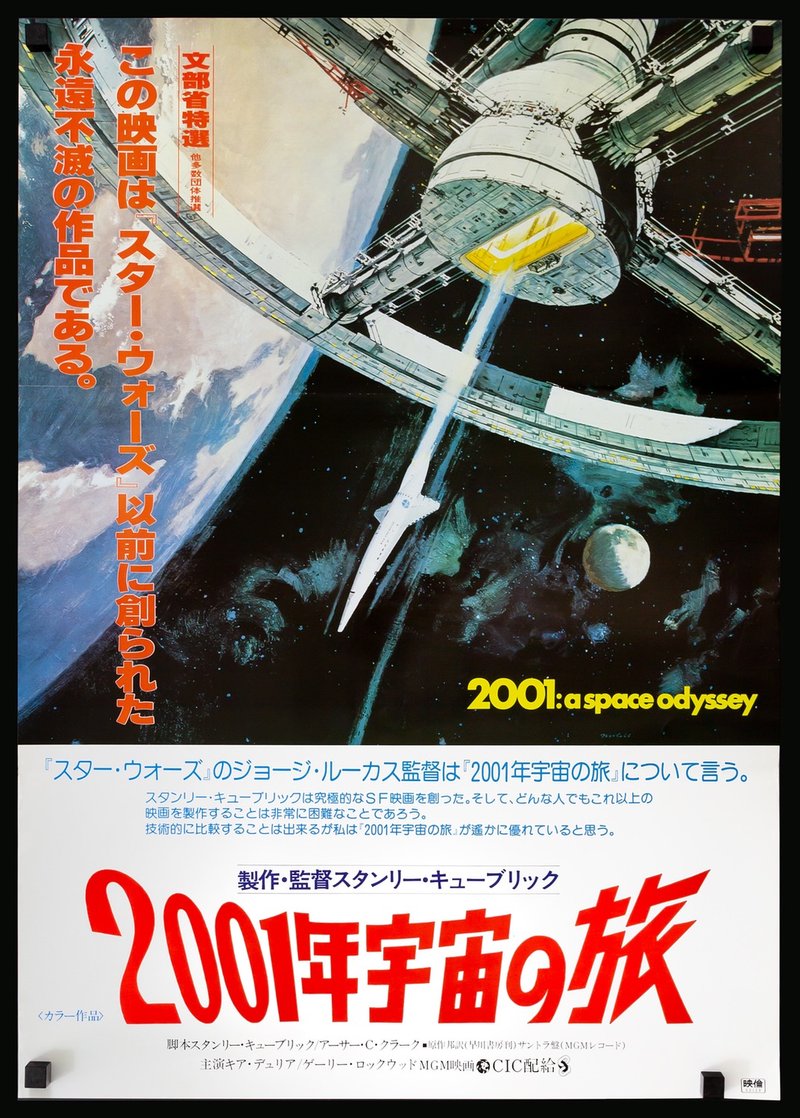 この映画は『スター・ウォーズ』以前に創られた
永遠不滅の作品である。
文部省特選
他多数団体推選
2001: a space odyssey
『スター・ウォーズ』のジョージ・ルーカス監督は『2001年宇宙の旅』について言う。
スタンリー・キューブリックは究極的なSF映画を創った。そして、どんな人でもこれ以上の
映画を製作することは非常に困難なことであろう。
技術的に比較することは出来るが私は『2001年宇宙の旅』が遙かに優れていると思う。
製作・監督スタンリー・キューブリック
2001年宇宙の旅
〈カラー作品〉
脚本スタンリー・キューブリック/アーサー・C・クラーク■原作邦訳(早川書房刊)サントラ盤(MGMレコード)
主演キア・デュリア/ゲーリー・ロックウッド MGM映画 CIC配給
映倫